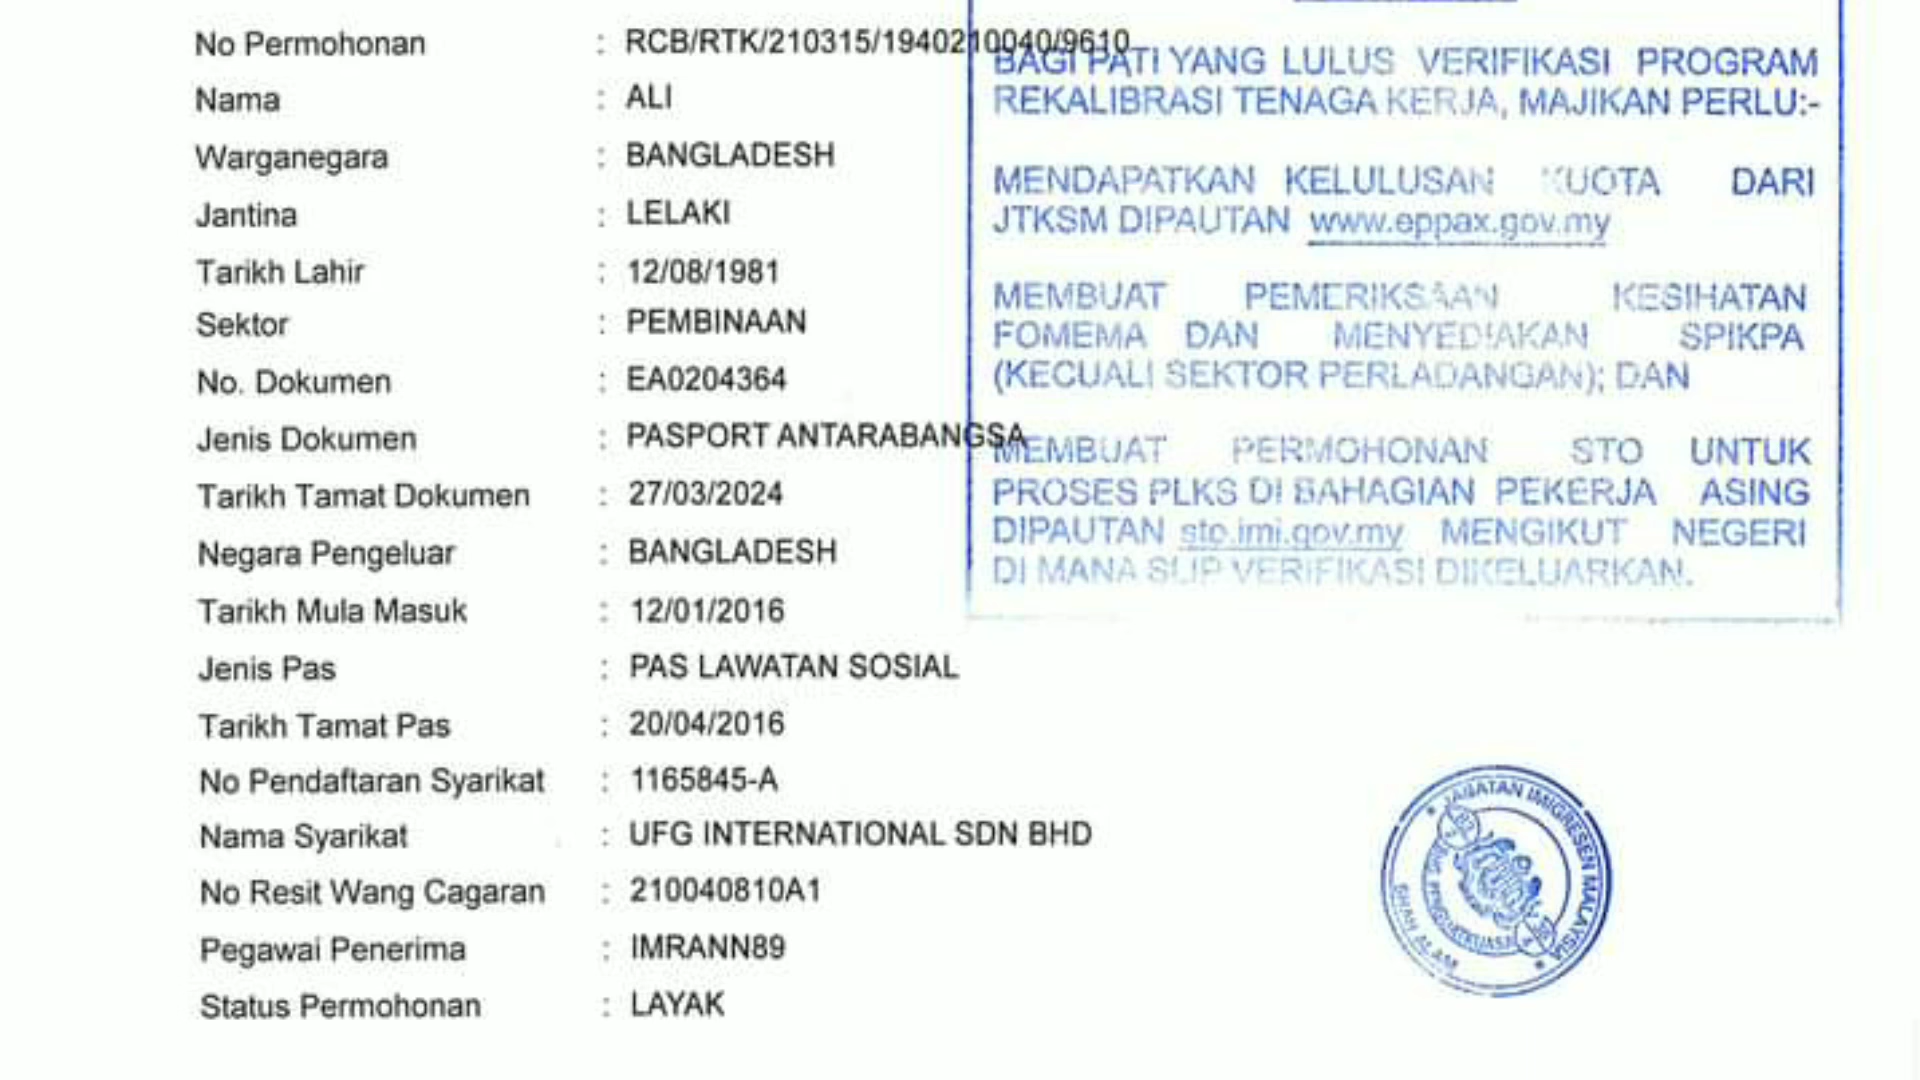 No Permohonan : RCB/RTK/210315/1940210040/9610
Nama : ALI
Warganegara : BANGLADESH
Jantina : LELAKI
Tarikh Lahir : 12/08/1981
Sektor : PEMBINAAN
No. Dokumen : EA0204364
Jenis Dokumen : PASPORT ANTARABANGSA
Tarikh Tamat Dokumen : 27/03/2024
Negara Pengeluar : BANGLADESH
Tarikh Mula Masuk : 12/01/2016
Jenis Pas : PAS LAWATAN SOSIAL
Tarikh Tamat Pas : 20/04/2016
No Pendaftaran Syarikat : 1165845-A
Nama Syarikat : UFG INTERNATIONAL SDN BHD
No Resit Wang Cagaran : 210040810A1
Pegawai Penerima : IMRANN89
Status Permohonan : LAYAK
BAGI PATI YANG LULUS VERIFIKASI PROGRAM
REKALIBRASI TENAGA KERJA, MAJIKAN PERLU:-
MENDAPATKAN KELULUSAN KUOTA DARI
JTKSM DIPAUTAN www.eppax.gov.my
MEMBUAT PEMERIKSAAN KESIHATAN
FOMEMA DAN MENYEDIAKAN SPIKPA
(KECUALI SEKTOR PERLADANGAN); DAN
MEMBUAT PERMOHONAN STO UNTUK
PROSES PLKS DI BAHAGIAN PEKERJA ASING
DIPAUTAN sto.imi.gov.my MENGIKUT NEGERI
DI MANA SLIP VERIFIKASI DIKELUARKAN.
JABATAN IMIGRESEN MALAYSIA
SHAH ALAM